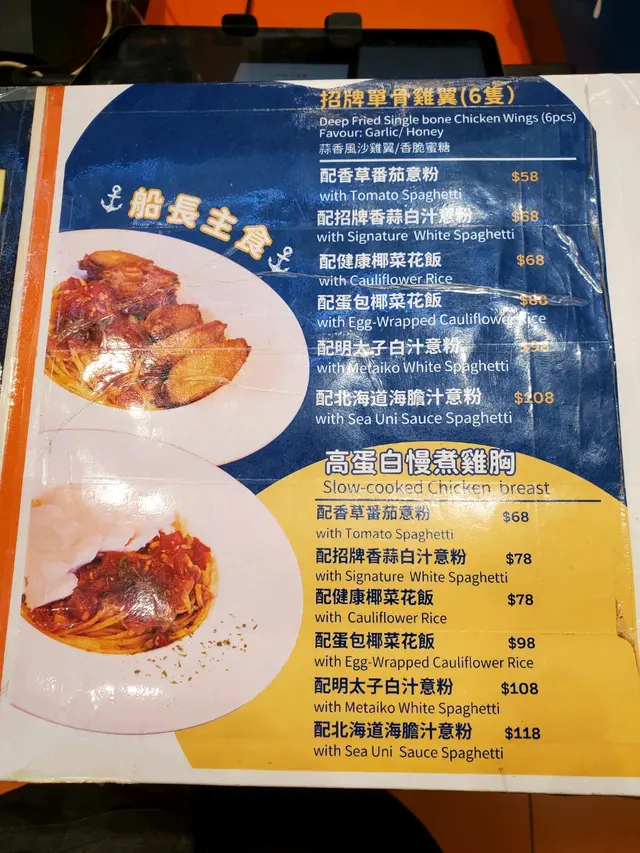 招牌單骨雞翼(6隻)
Deep Fried Single bone Chicken Wings (6pcs)
Favour: Garlic/ Honey
蒜香風沙雞翼/香脆蜜糖
船長主食
配香草番茄意粉 $58
with Tomato Spaghetti
配招牌香蒜白汁意粉 $68
with Signature White Spaghetti
配健康椰菜花飯 $68
with Cauliflower Rice
配蛋包椰菜花飯 $88
with Egg-Wrapped Cauliflower Rice
配明太子白汁意粉 $98
with Metaiko White Spaghetti
配北海道海膽汁意粉 $108
with Sea Uni Sauce Spaghetti
高蛋白慢煮雞胸
Slow-cooked Chicken breast
配香草番茄意粉 $68
with Tomato Spaghetti
配招牌香蒜白汁意粉 $78
with Signature White Spaghetti
配健康椰菜花飯 $78
with Cauliflower Rice
配蛋包椰菜花飯 $98
with Egg-Wrapped Cauliflower Rice
配明太子白汁意粉 $108
with Metaiko White Spaghetti
配北海道海膽汁意粉 $118
with Sea Uni Sauce Spaghetti